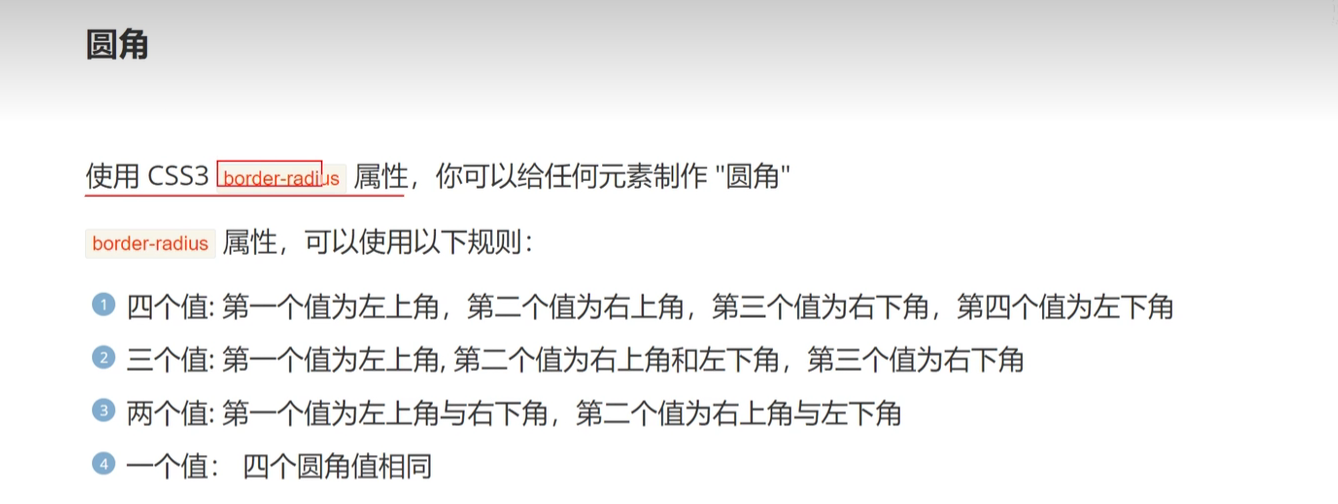 圆角
使用 CSS3 border-radius 属性，你可以给任何元素制作 "圆角"
border-radius 属性，可以使用以下规则：
1 四个值: 第一个值为左上角，第二个值为右上角，第三个值为右下角，第四个值为左下角
2 三个值: 第一个值为左上角, 第二个值为右上角和左下角，第三个值为右下角
3 两个值: 第一个值为左上角与右下角，第二个值为右上角与左下角
4 一个值： 四个圆角值相同